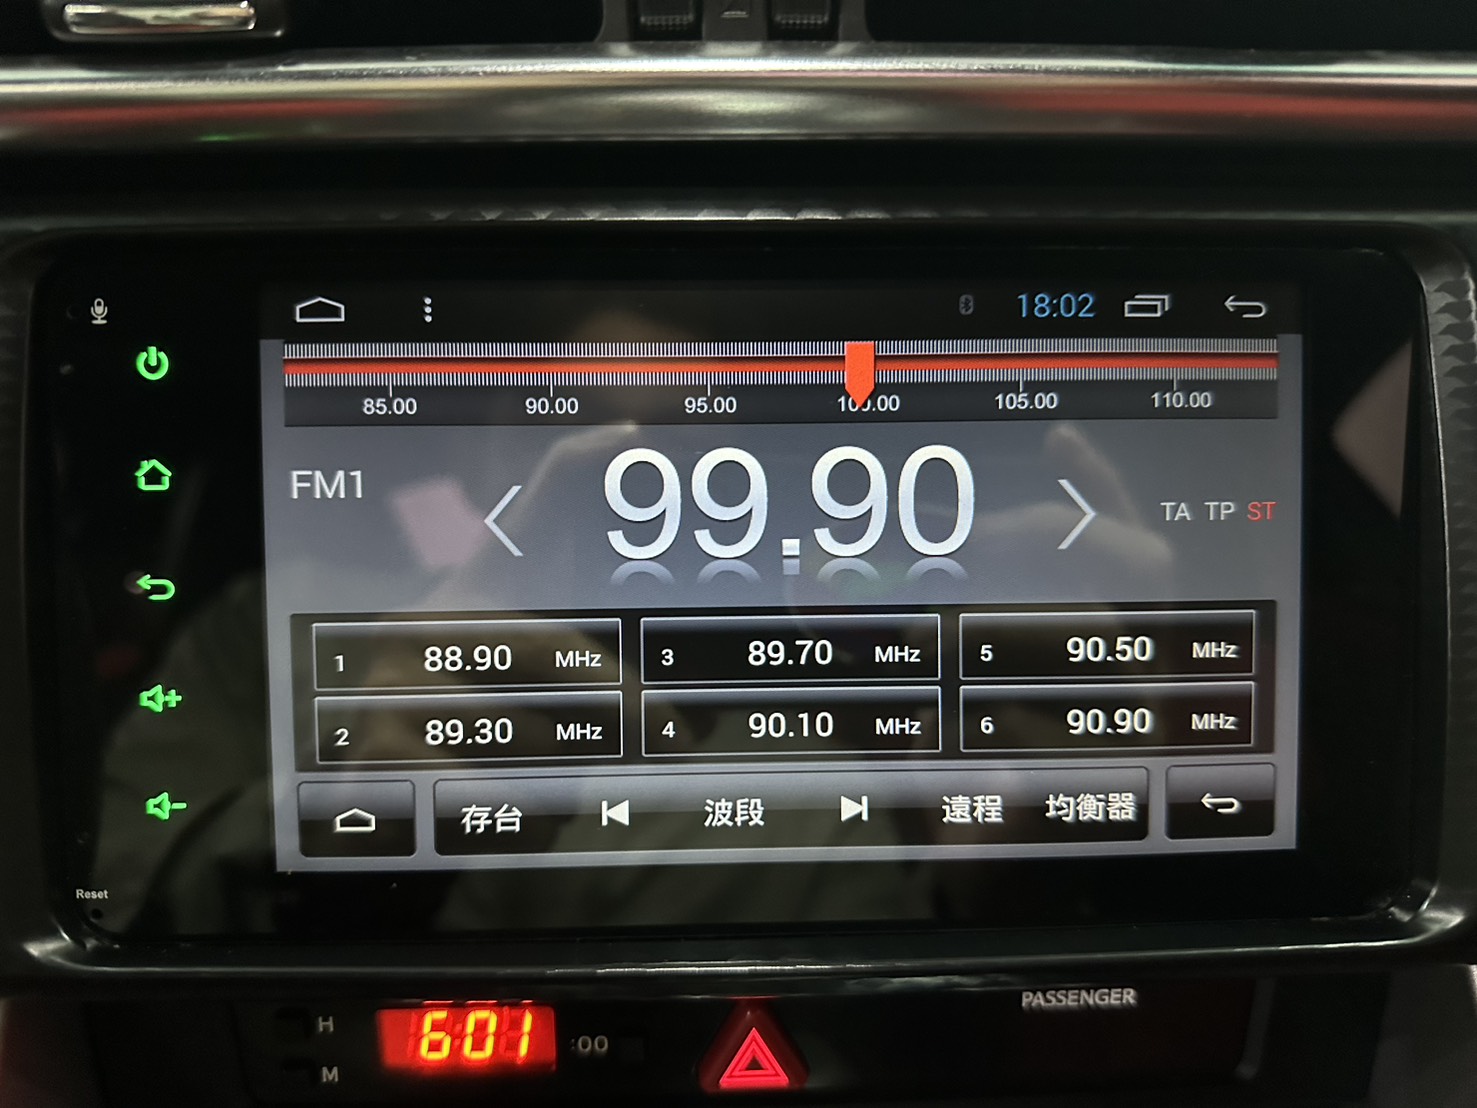 18:02
85.00 90.00 95.00 100.00 105.00 110.00
FM1
99.90
TA TP ST
1 88.90 MHz
3 89.70 MHz
5 90.50 MHz
2 89.30 MHz
4 90.10 MHz
6 90.90 MHz
存台 波段 遠程 均衡器
Reset
PASSENGER
H
6:01 :00
M